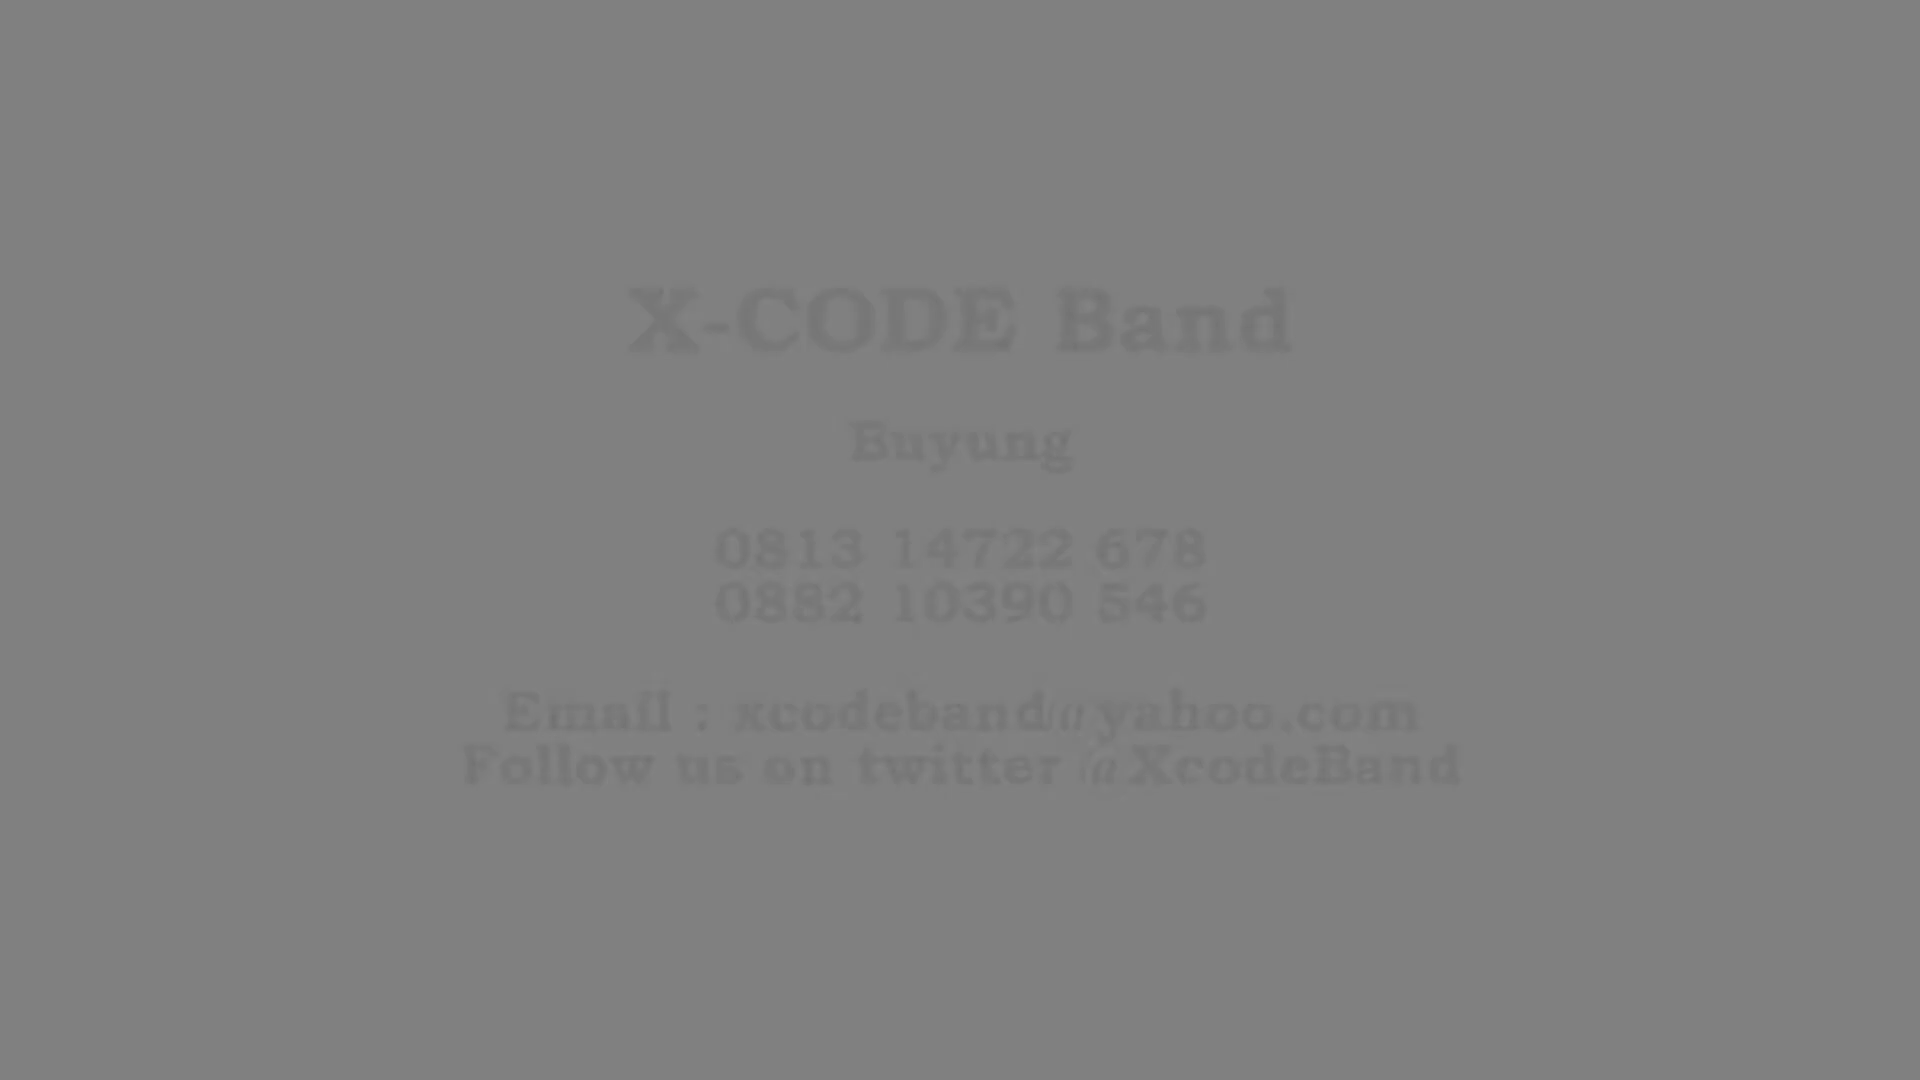 X-CODE Band
Buyung
0813 14722 678
0882 10390 546
Email : xcodeband@yahoo.com
Follow us on twitter @XcodeBand